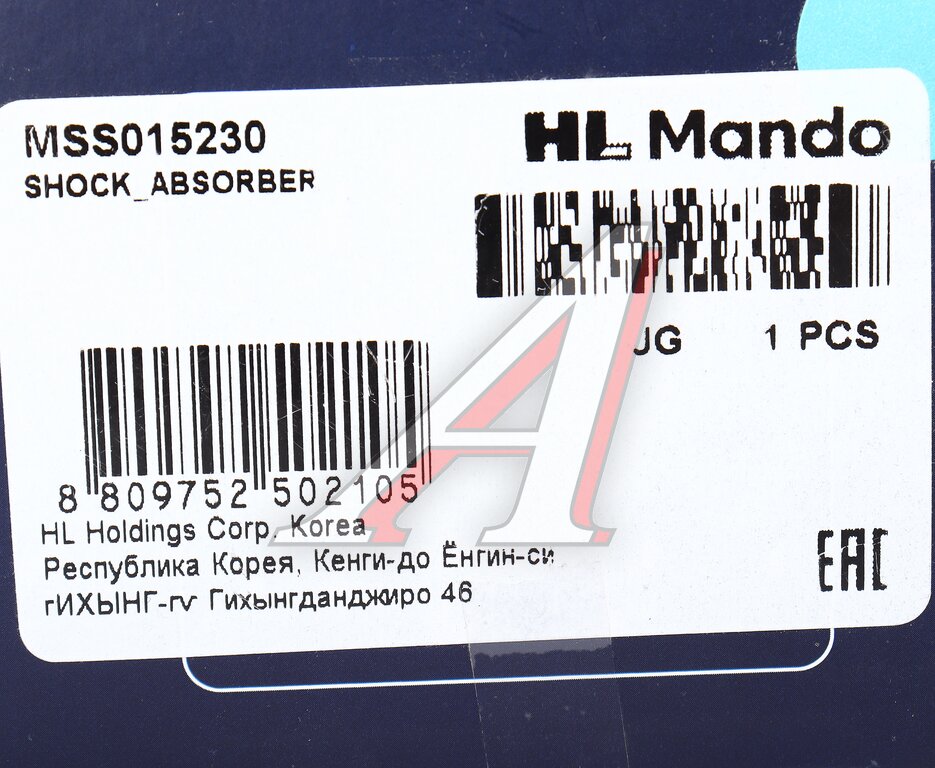 MSS015230
SHOCK_ABSORBER
HL Mando
JG 1 PCS
8 809752 502105
HL Holdings Corp. Korea
Республика Корея, Кенги-до Ёнгин-си
гИХЫНГ-гу Гихынгданджиро 46
EAC
A